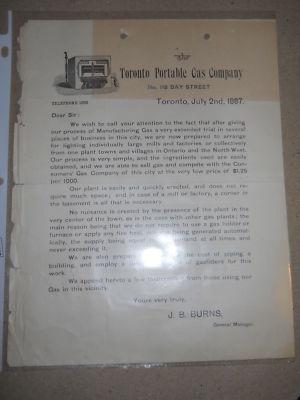 The
Toronto Portable Gas Company
No. 112 BAY STREET
TELEPHONE
Toronto, July 2nd, 1887.
Dear Sir:
We wish to call your attention to the fact that after giving
our process of Manufacturing Gas a very extended trial in several
places of business in this city, we are now prepared to arrange
for lighting individually large mills and factories or collectively
from one plant towns and villages in Ontario and the North West.
Our process is very simple, and the ingredients used are easily
obtained, and we are able to sell gas and compete with the Con-
sumers' Gas Company of this city at the very low price of $1.25
per 1000.
Our plant is easily and quickly erected, and does not re-
quire much space; and in case of a mill or factory, a corner in
the basement is all that is necessary.
No nuisance is created by the presence of the plant in the
very center of the town, as is the case with other gas plants; the
main reason being that we do not require to use a gas holder or
furnace or apply any fire heat, being generated automat-
ically, the supply being equal demand at all times and
never exceeding it.
We are also prepared the cost of piping a
building, and employ a gasfitters for this
work.
We append hereto a few from those using our
Gas in this vicinity.
Yours very truly,
J. B. BURNS,
General Manager.